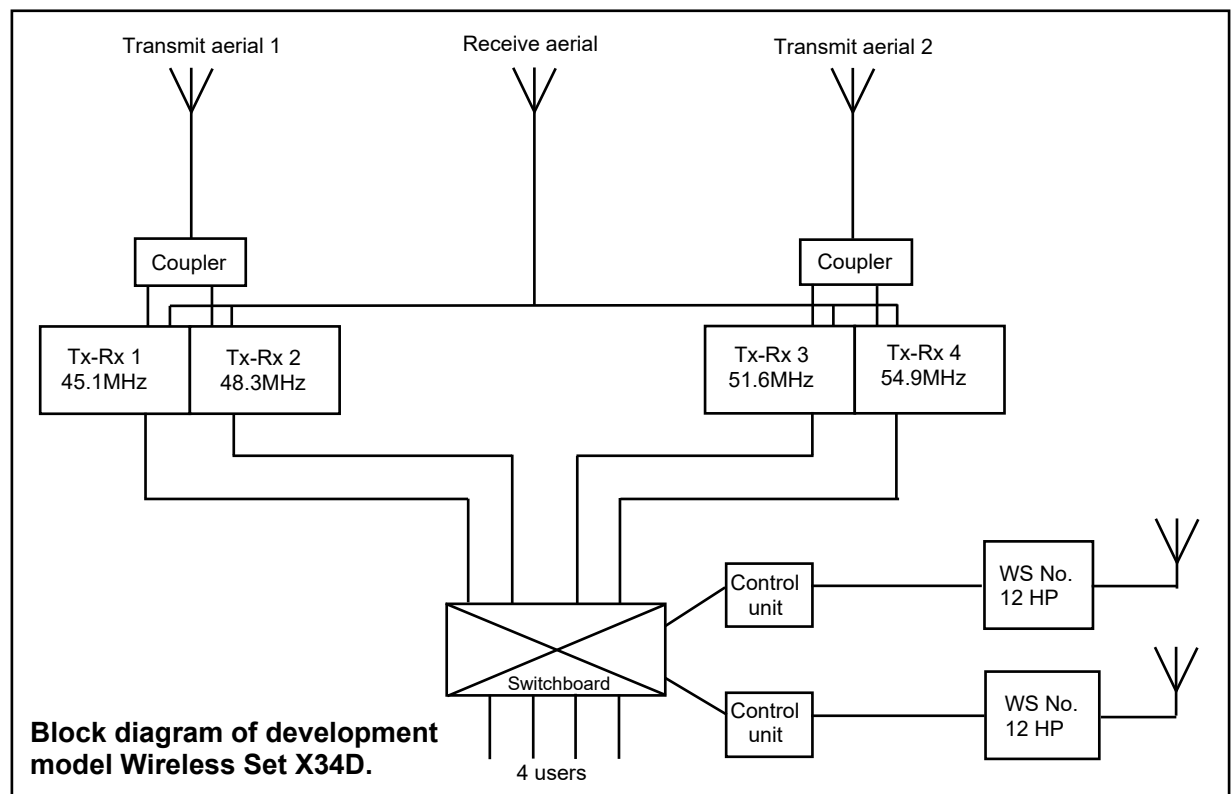 Transmit aerial 1
Receive aerial
Transmit aerial 2
Coupler
Coupler
Tx-Rx 1
45.1MHz
Tx-Rx 2
48.3MHz
Tx-Rx 3
51.6MHz
Tx-Rx 4
54.9MHz
Control
unit
WS No.
12 HP
Switchboard
Control
unit
WS No.
12 HP
4 users
Block diagram of development
model Wireless Set X34D.